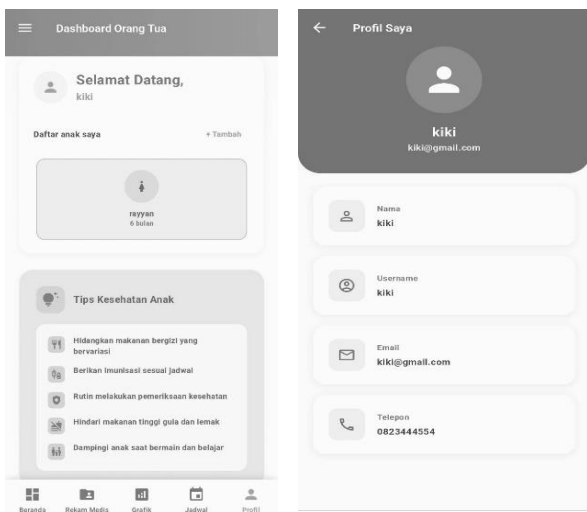 Dashboard Orang Tua
Selamat Datang,
kiki
Daftar anak saya
+ Tambah
rayyan
6 bulan
Tips Kesehatan Anak
Hidangkan makanan bergizi yang
bervariasi
Berikan imunisasi sesuai jadwal
Rutin melakukan pemeriksaan kesehatan
Hindari makanan tinggi gula dan lemak
Dampingi anak saat bermain dan belajar
Beranda
Rekam Medis
Grafik
Jadwal
Profil
Profil Saya
kiki
kiki@gmail.com
Nama
kiki
Username
kiki
Email
kiki@gmail.com
Telepon
0823444554